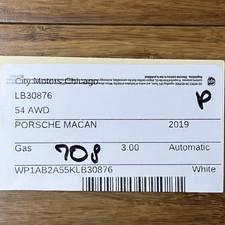 City Motors Chicago
LB30876
P
54 AWD
PORSCHE MACAN 2019
Gas 708 3.00 Automatic
WP1AB2A55KLB30876 White